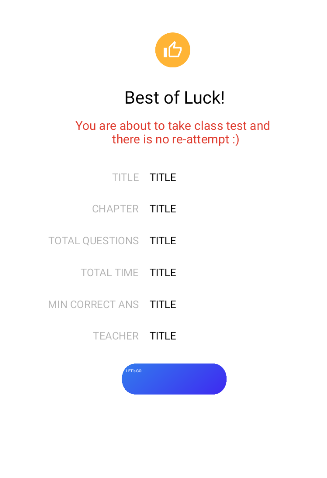 Best of Luck!
You are about to take class test and
there is no re-attempt :)
TITLE TITLE
CHAPTER TITLE
TOTAL QUESTIONS TITLE
TOTAL TIME TITLE
MIN CORRECT ANS TITLE
TEACHER TITLE